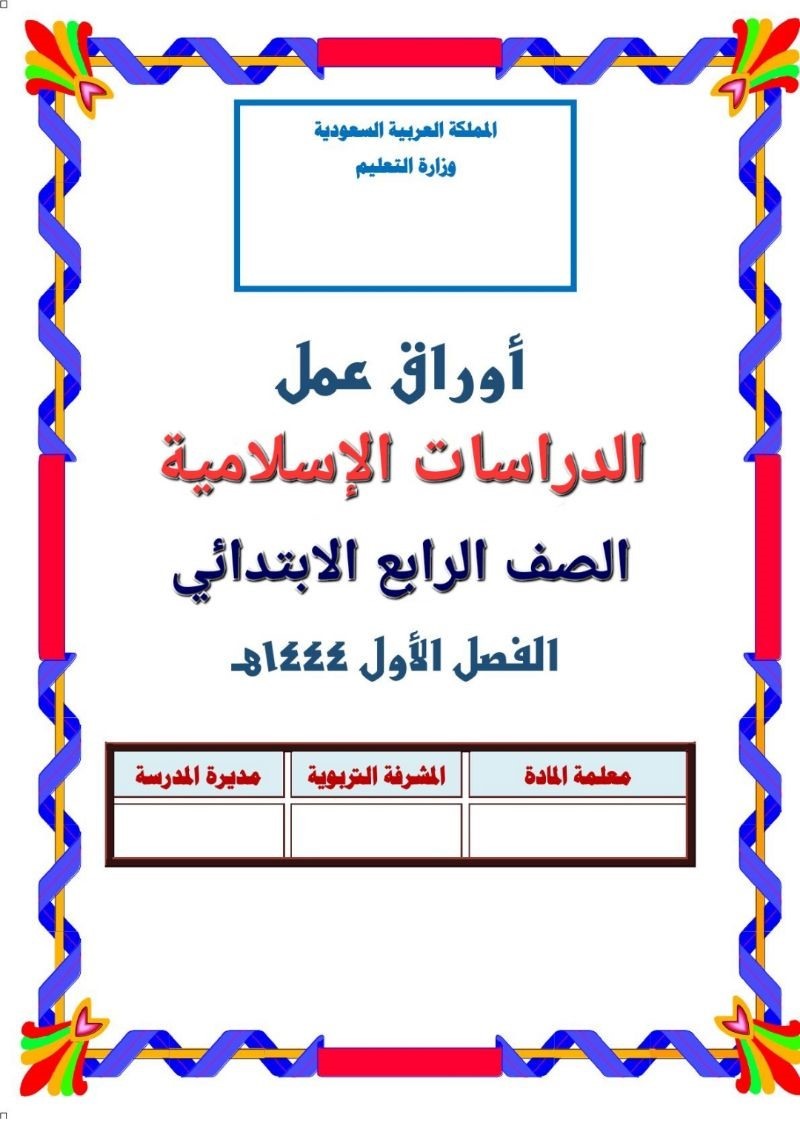 المملكة العربية السعودية
وزارة التعليم
أوراق عمل
الدراسات الإسلامية
الصف الرابع الابتدائي
الفصل الأول ١٤٤٤هـ
معلمة المادة المشرفة التربوية مديرة المدرسة